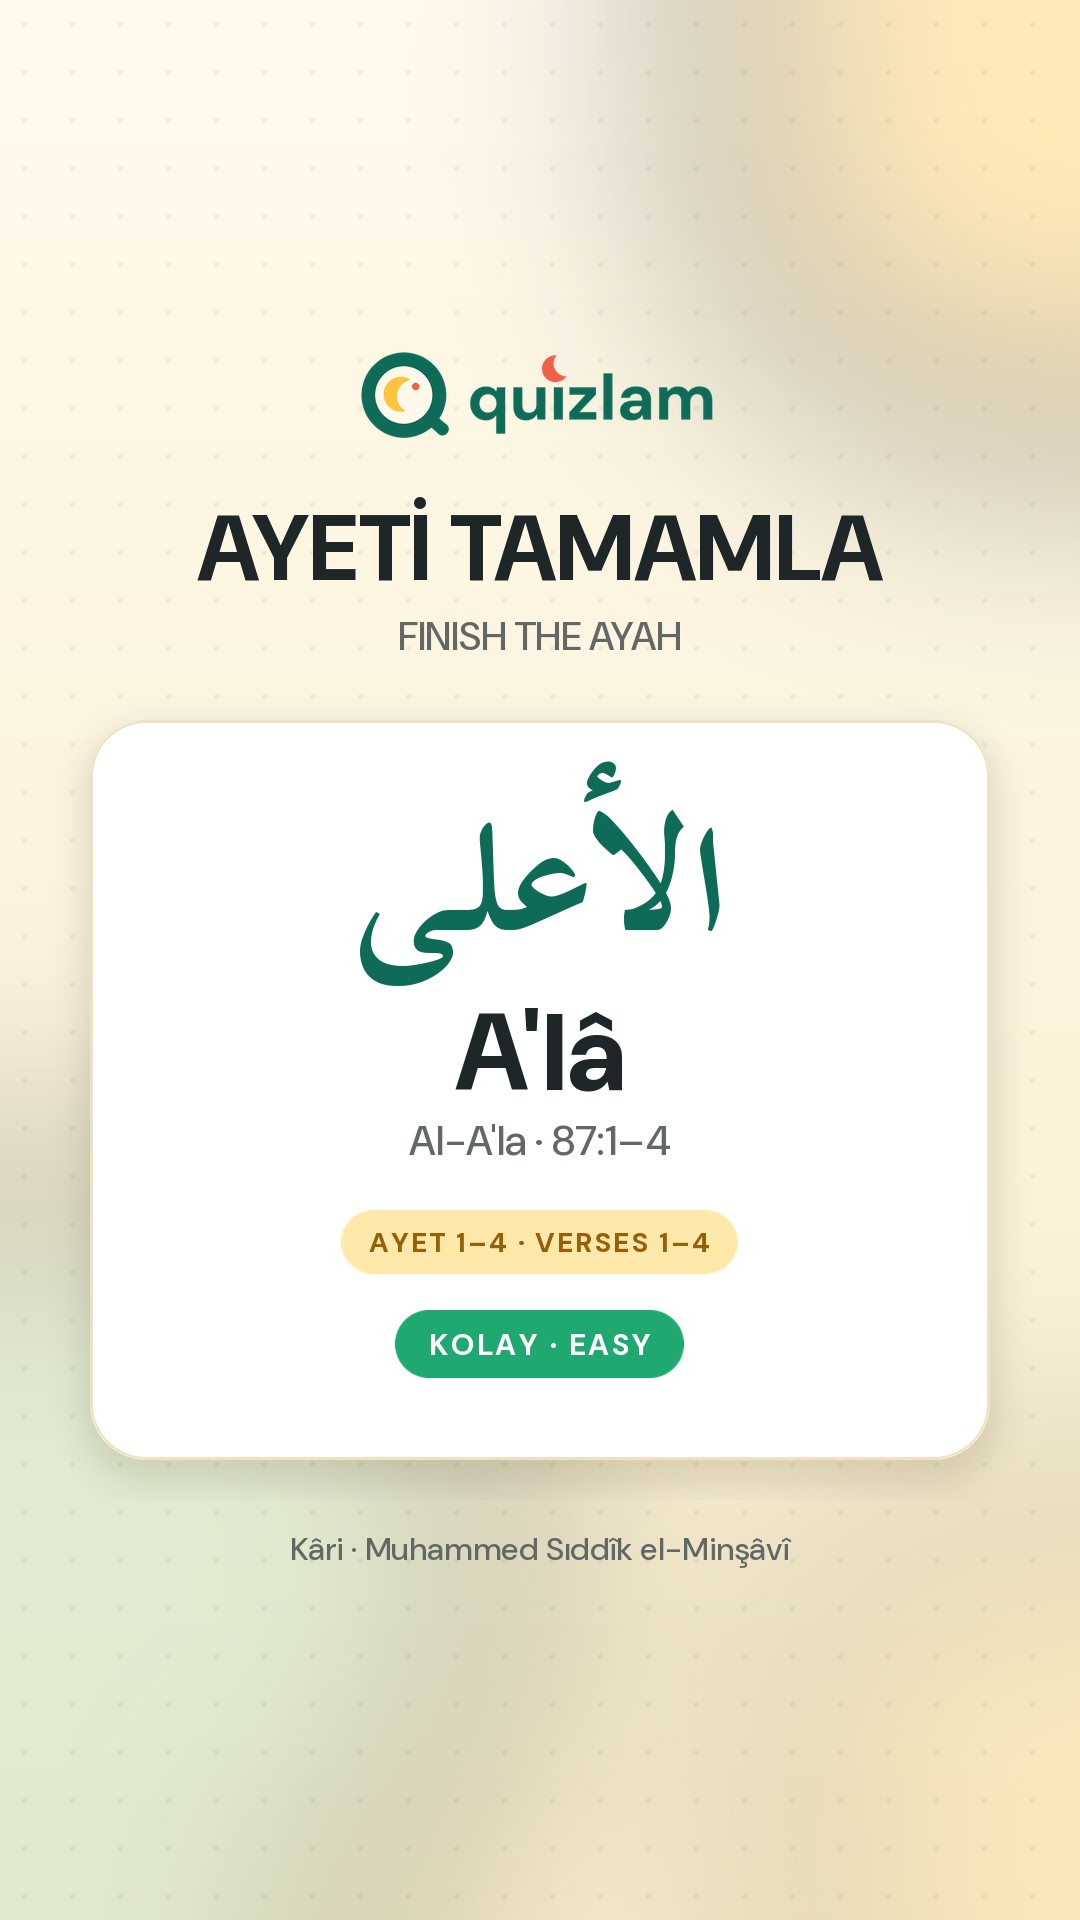 quizlam
AYETİ TAMAMLA
FINISH THE AYAH
الأعلى
A'lâ
Al-A'la · 87:1–4
AYET 1–4 · VERSES 1–4
KOLAY · EASY
Kâri · Muhammed Sıddîk el-Minşâvî